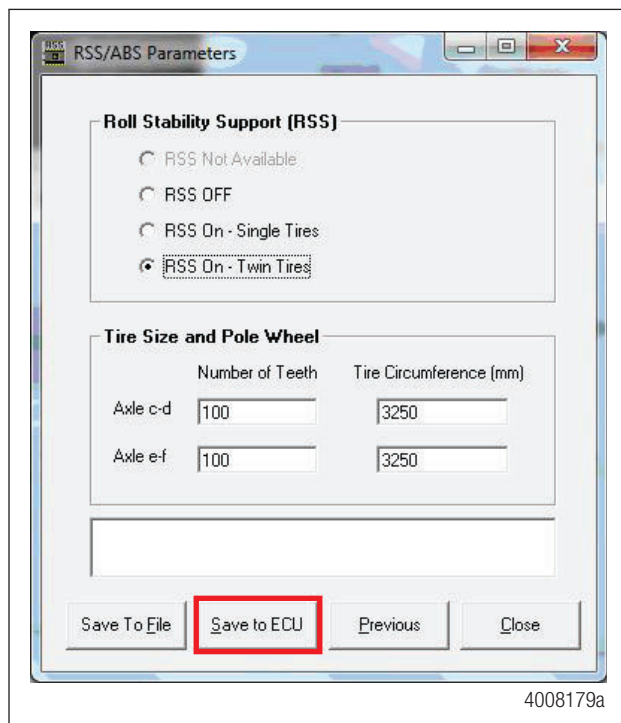 RSS/ABS Parameters
Roll Stability Support (RSS)
RSS Not Available
RSS OFF
RSS On - Single Tires
RSS On - Twin Tires
Tire Size and Pole Wheel
Number of Teeth Tire Circumference (mm)
Axle c-d 100 3250
Axle e-f 100 3250
Save To File Save to ECU Previous Close
4008179a